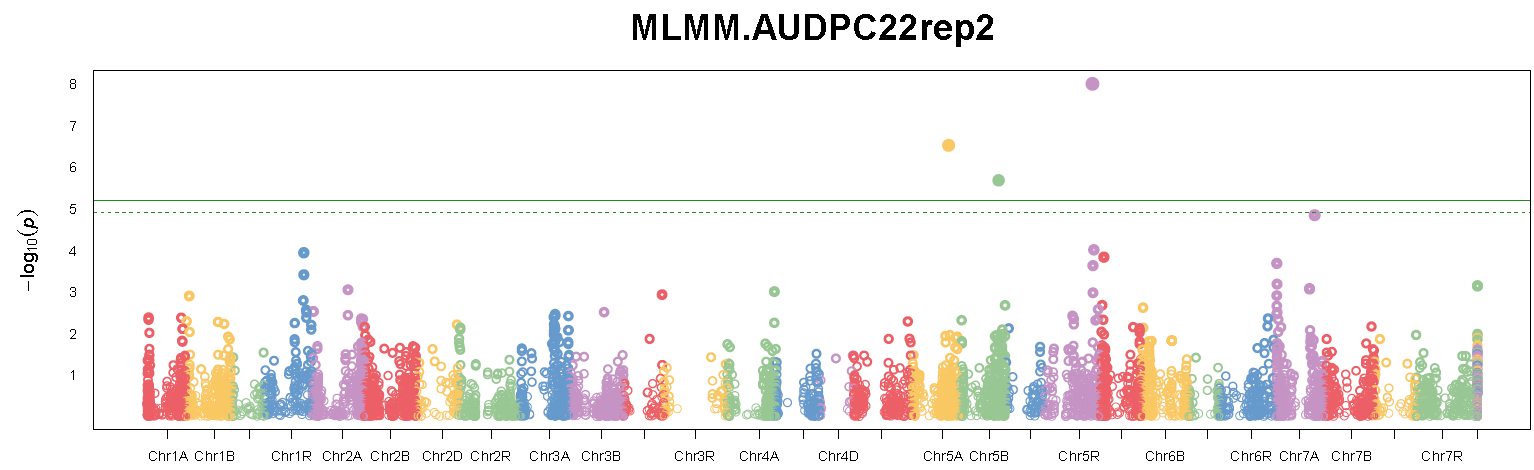 MLMM.AUDPC22rep2
8
7
6
5
4
3
2
1
−log10(p)
Chr1A Chr1B Chr1R Chr2A Chr2B Chr2D Chr2R Chr3A Chr3B Chr3R Chr4A Chr4D Chr5A Chr5B Chr5R Chr6B Chr6R Chr7A Chr7B Chr7R